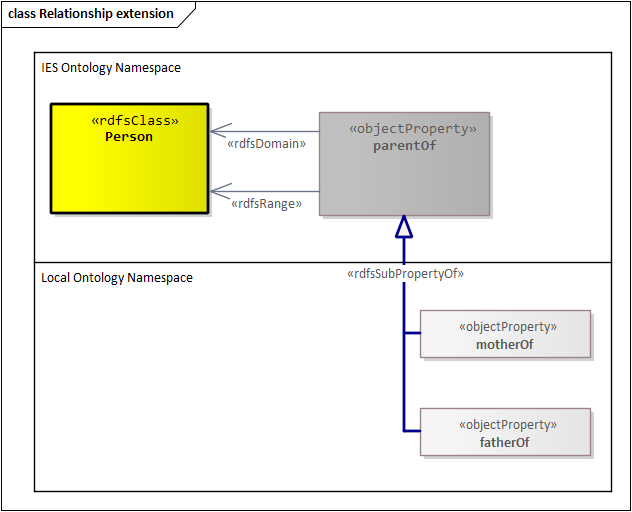 class Relationship extension
IES Ontology Namespace
«rdfsClass»
Person
«objectProperty»
parentOf
«rdfsDomain»
«rdfsRange»
«rdfsSubPropertyOf»
Local Ontology Namespace
«objectProperty»
motherOf
«objectProperty»
fatherOf